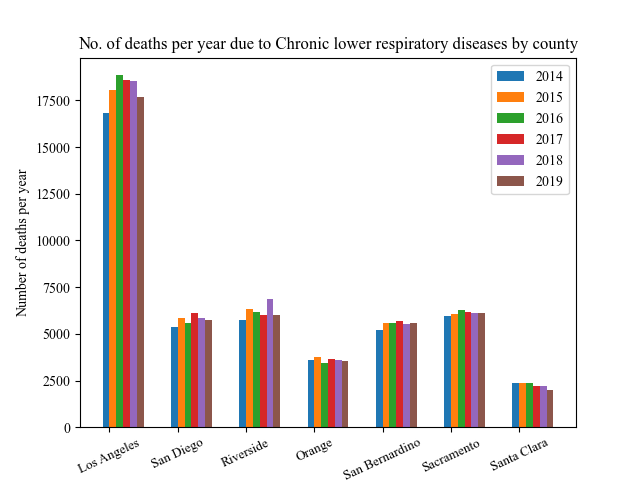 No. of deaths per year due to Chronic lower respiratory diseases by county
2014
2015
2016
2017
2018
2019
Number of deaths per year
17500
15000
12500
10000
7500
5000
2500
0
Los Angeles
San Diego
Riverside
Orange
San Bernardino
Sacramento
Santa Clara